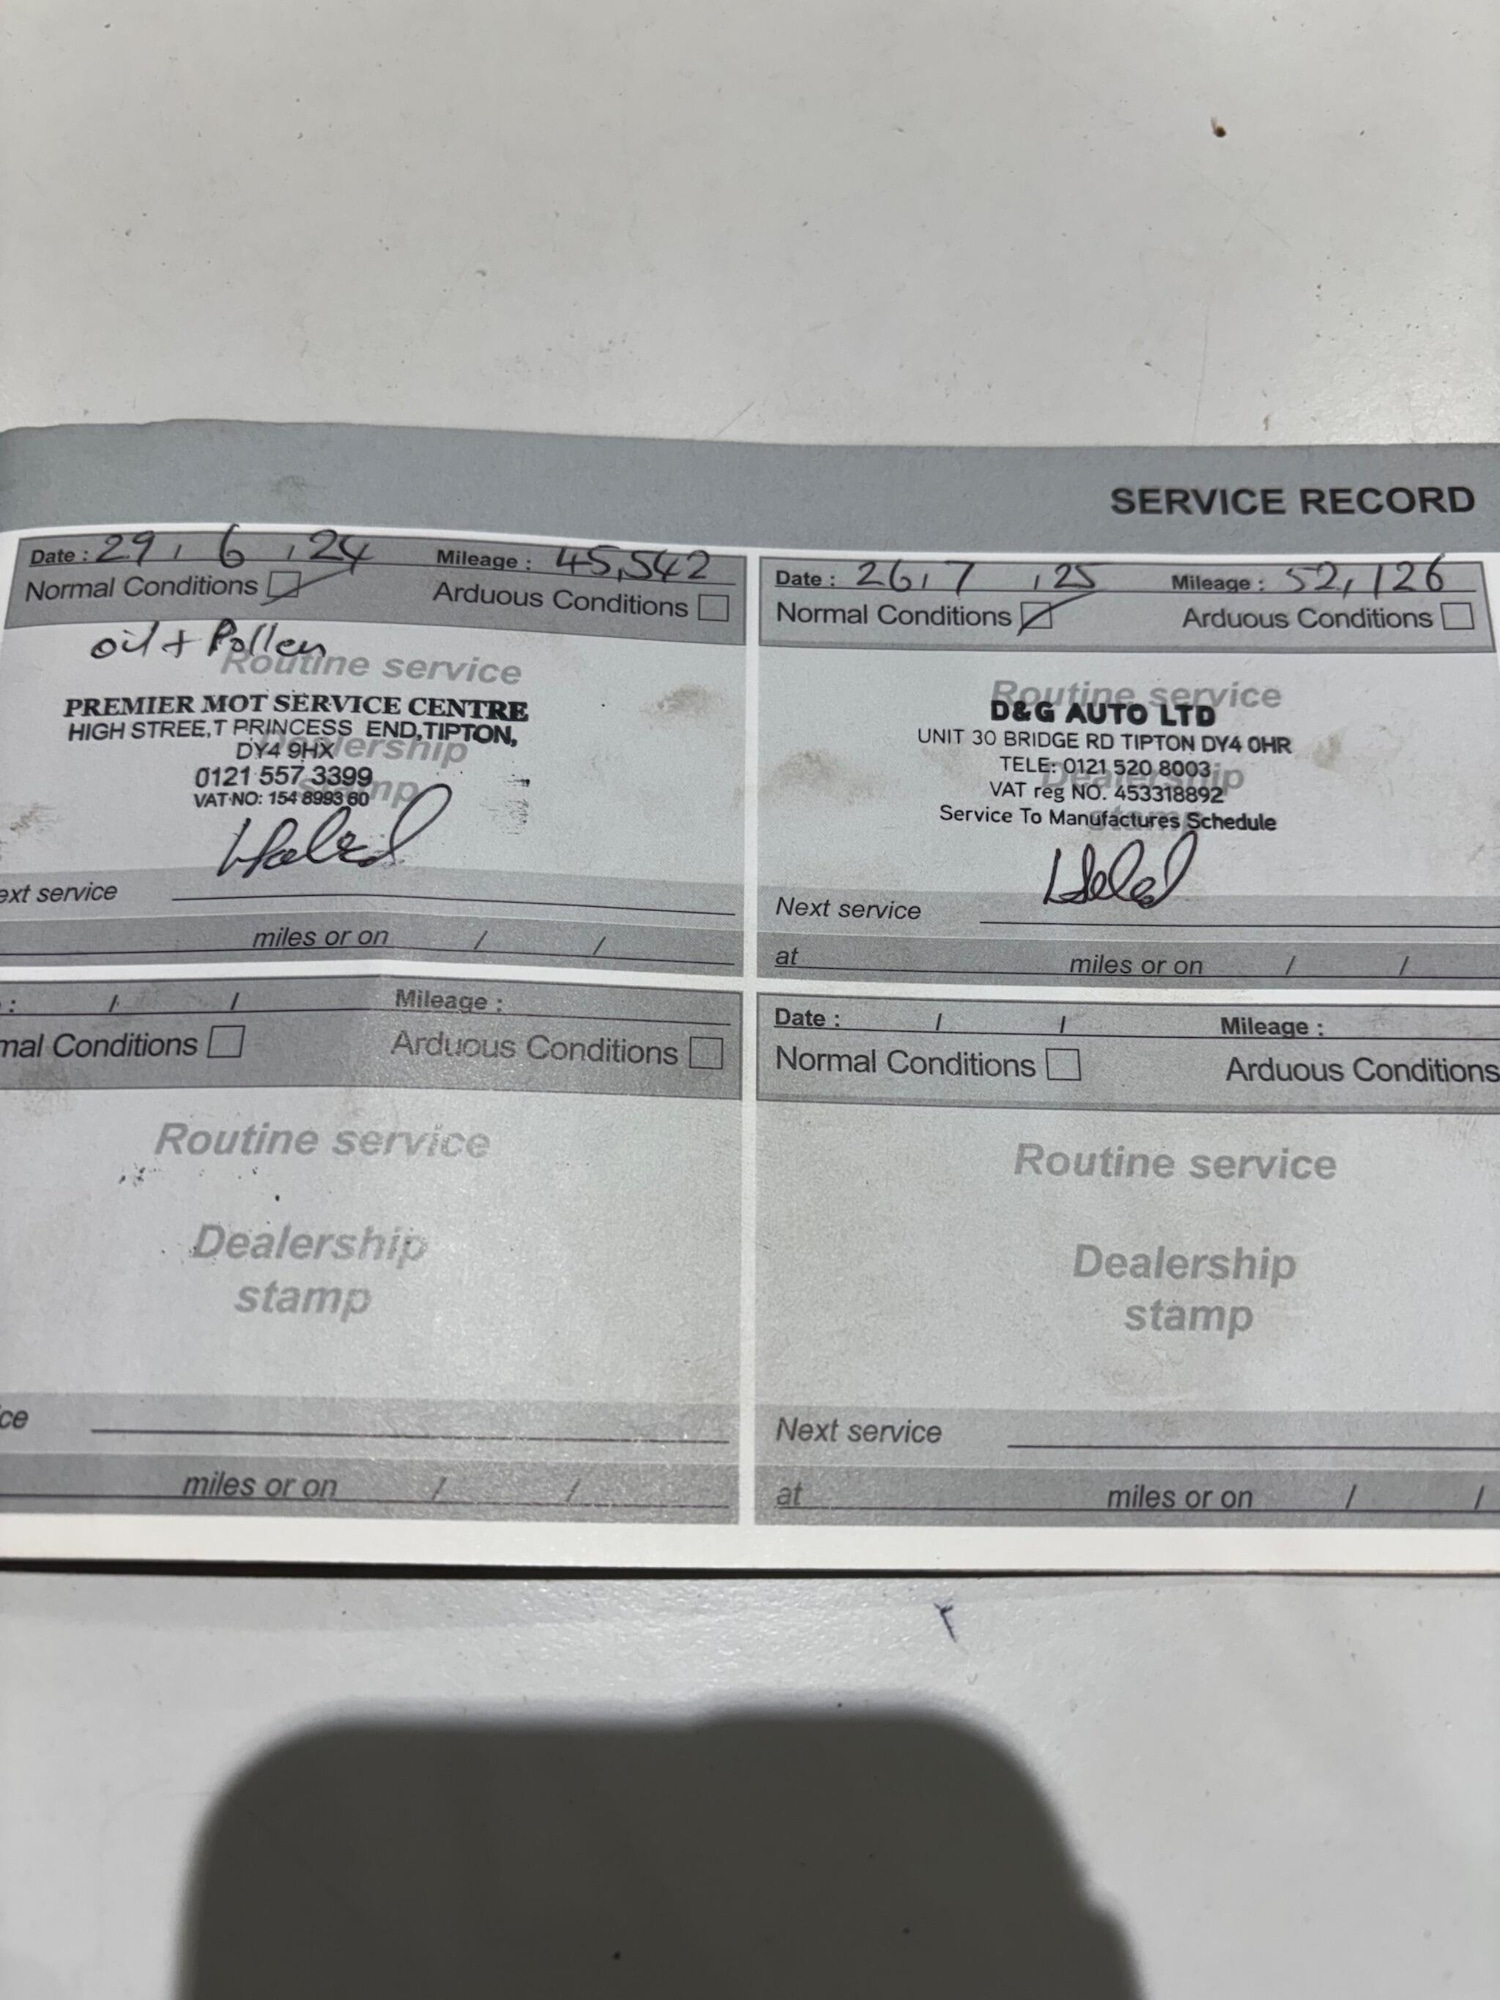 SERVICE RECORD
Date : 29 / 6 / 24 Mileage : 45,542
Normal Conditions Arduous Conditions
oil + Pollen
Routine service
PREMIER MOT SERVICE CENTRE
HIGH STREE,T PRINCESS END,TIPTON,
Dealership
DY4 9HX
0121 557 3399
stamp
VAT·NO: 154 8993 60
ext service
miles or on / /
Date : 26 / 7 / 25 Mileage : 52,126
Normal Conditions Arduous Conditions
Routine service
D&G AUTO LTD
UNIT 30 BRIDGE RD TIPTON DY4 0HR
TELE: 0121 520 8003
Dealership
VAT reg NO. 453318892
Service To Manufactures Schedule
stamp
Next service
at miles or on / /
: / / Mileage :
mal Conditions Arduous Conditions
Routine service
Dealership
stamp
ce
miles or on / /
Date : / / Mileage :
Normal Conditions Arduous Conditions
Routine service
Dealership
stamp
Next service
at miles or on / /